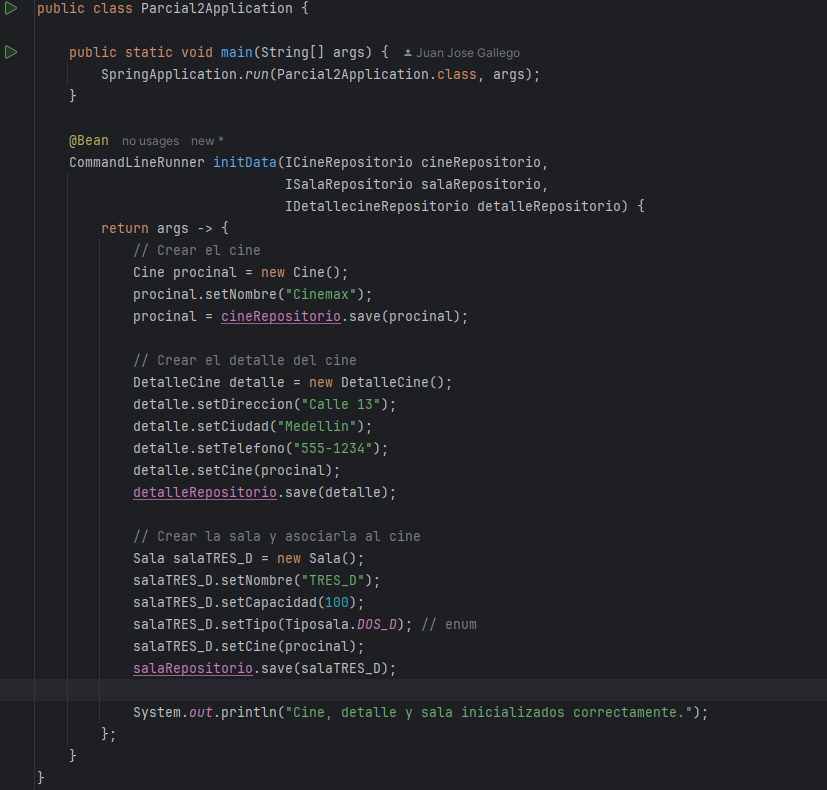 public class Parcial2Application {
public static void main(String[] args) { Juan Jose Gallego
SpringApplication.run(Parcial2Application.class, args);
}
@Bean no usages new *
CommandLineRunner initData(ICineRepositorio cineRepositorio,
ISalaRepositorio salaRepositorio,
IDetallecineRepositorio detalleRepositorio) {
return args -> {
// Crear el cine
Cine procinal = new Cine();
procinal.setNombre("Cinemax");
procinal = cineRepositorio.save(procinal);
// Crear el detalle del cine
DetalleCine detalle = new DetalleCine();
detalle.setDireccion("Calle 13");
detalle.setCiudad("Medellín");
detalle.setTelefono("555-1234");
detalle.setCine(procinal);
detalleRepositorio.save(detalle);
// Crear la sala y asociarla al cine
Sala salaTRES_D = new Sala();
salaTRES_D.setNombre("TRES_D");
salaTRES_D.setCapacidad(100);
salaTRES_D.setTipo(Tiposala.DOS_D); // enum
salaTRES_D.setCine(procinal);
salaRepositorio.save(salaTRES_D);
System.out.println("Cine, detalle y sala inicializados correctamente.");
};
}
}